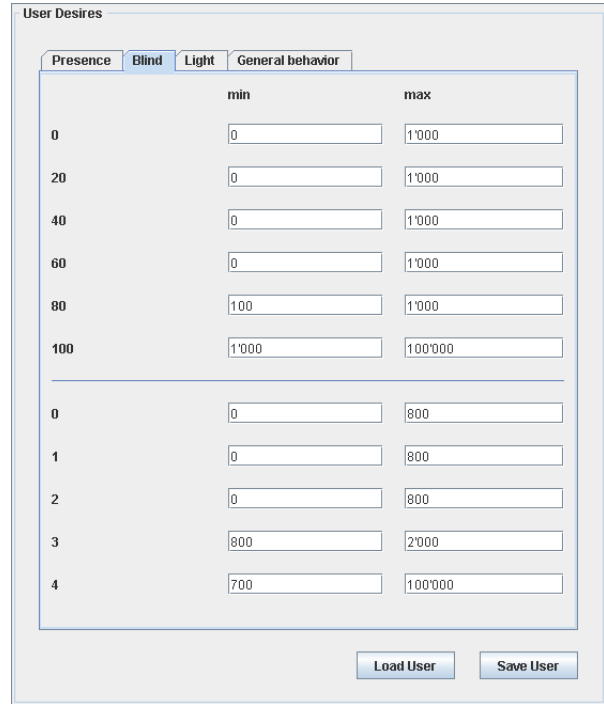 User Desires
Presence Blind Light General behavior
min max
0 0 1'000
20 0 1'000
40 0 1'000
60 0 1'000
80 100 1'000
100 1'000 100'000
0 0 800
1 0 800
2 0 800
3 800 2'000
4 700 100'000
Load User Save User